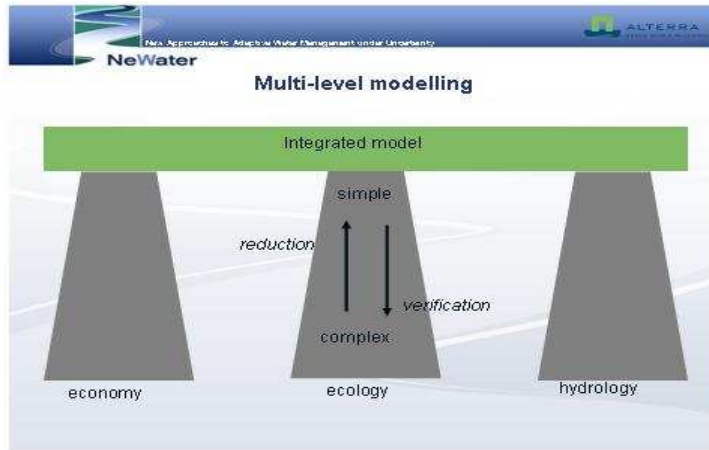 New Approaches to Adaptive Water Management under Uncertainty
ALTERRA
NeWater
Multi-level modelling
Integrated model
simple
reduction
verification
complex
economy
ecology
hydrology